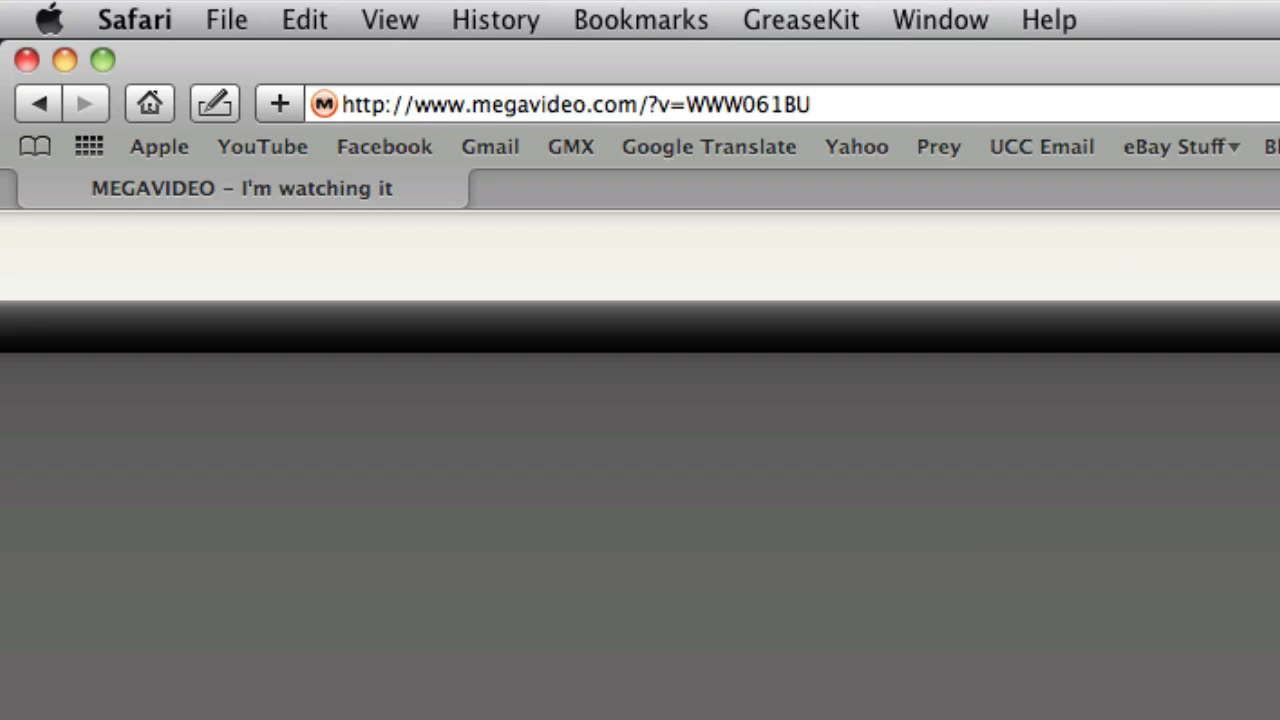 Safari File Edit View History Bookmarks GreaseKit Window Help
http://www.megavideo.com/?v=WWW061BU
Apple YouTube Facebook Gmail GMX Google Translate Yahoo Prey UCC Email eBay Stuff
MEGAVIDEO - I'm watching it